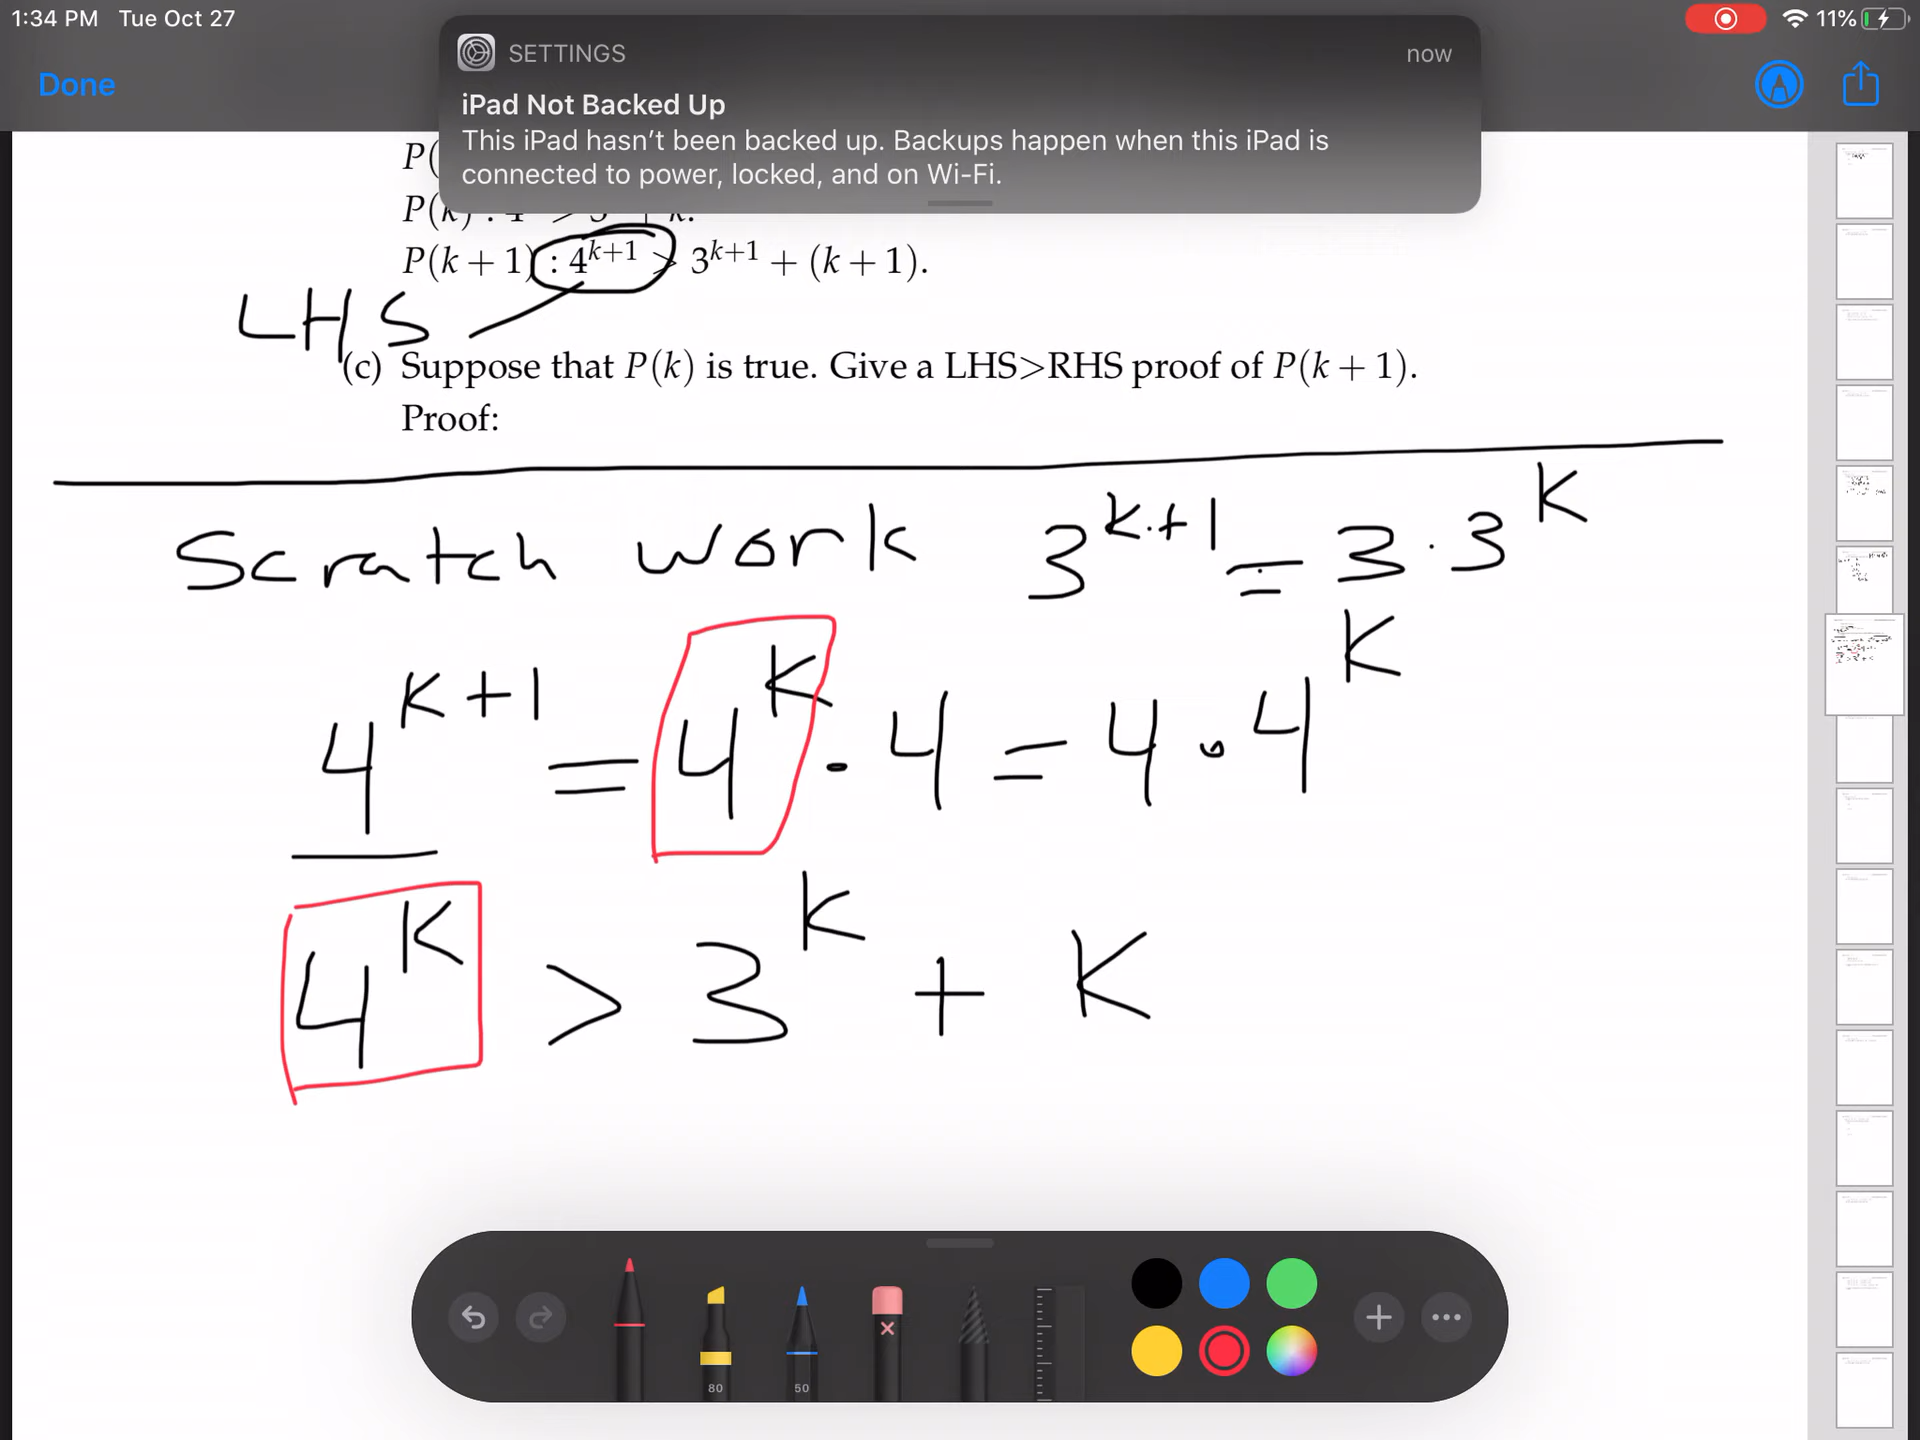 1:34 PM Tue Oct 27
11%
SETTINGS
now
Done
iPad Not Backed Up
This iPad hasn't been backed up. Backups happen when this iPad is
connected to power, locked, and on Wi-Fi.
P(
P(k) : 4 > 3 + k.
P(k + 1) : 4^{k+1} > 3^{k+1} + (k + 1).
LHS
(c) Suppose that P(k) is true. Give a LHS>RHS proof of P(k + 1).
Proof:
Scratch work 3^{k+1} = 3 · 3^K
4^{K+1} = 4^K · 4 = 4 · 4^K
4^K > 3^K + K
80
50